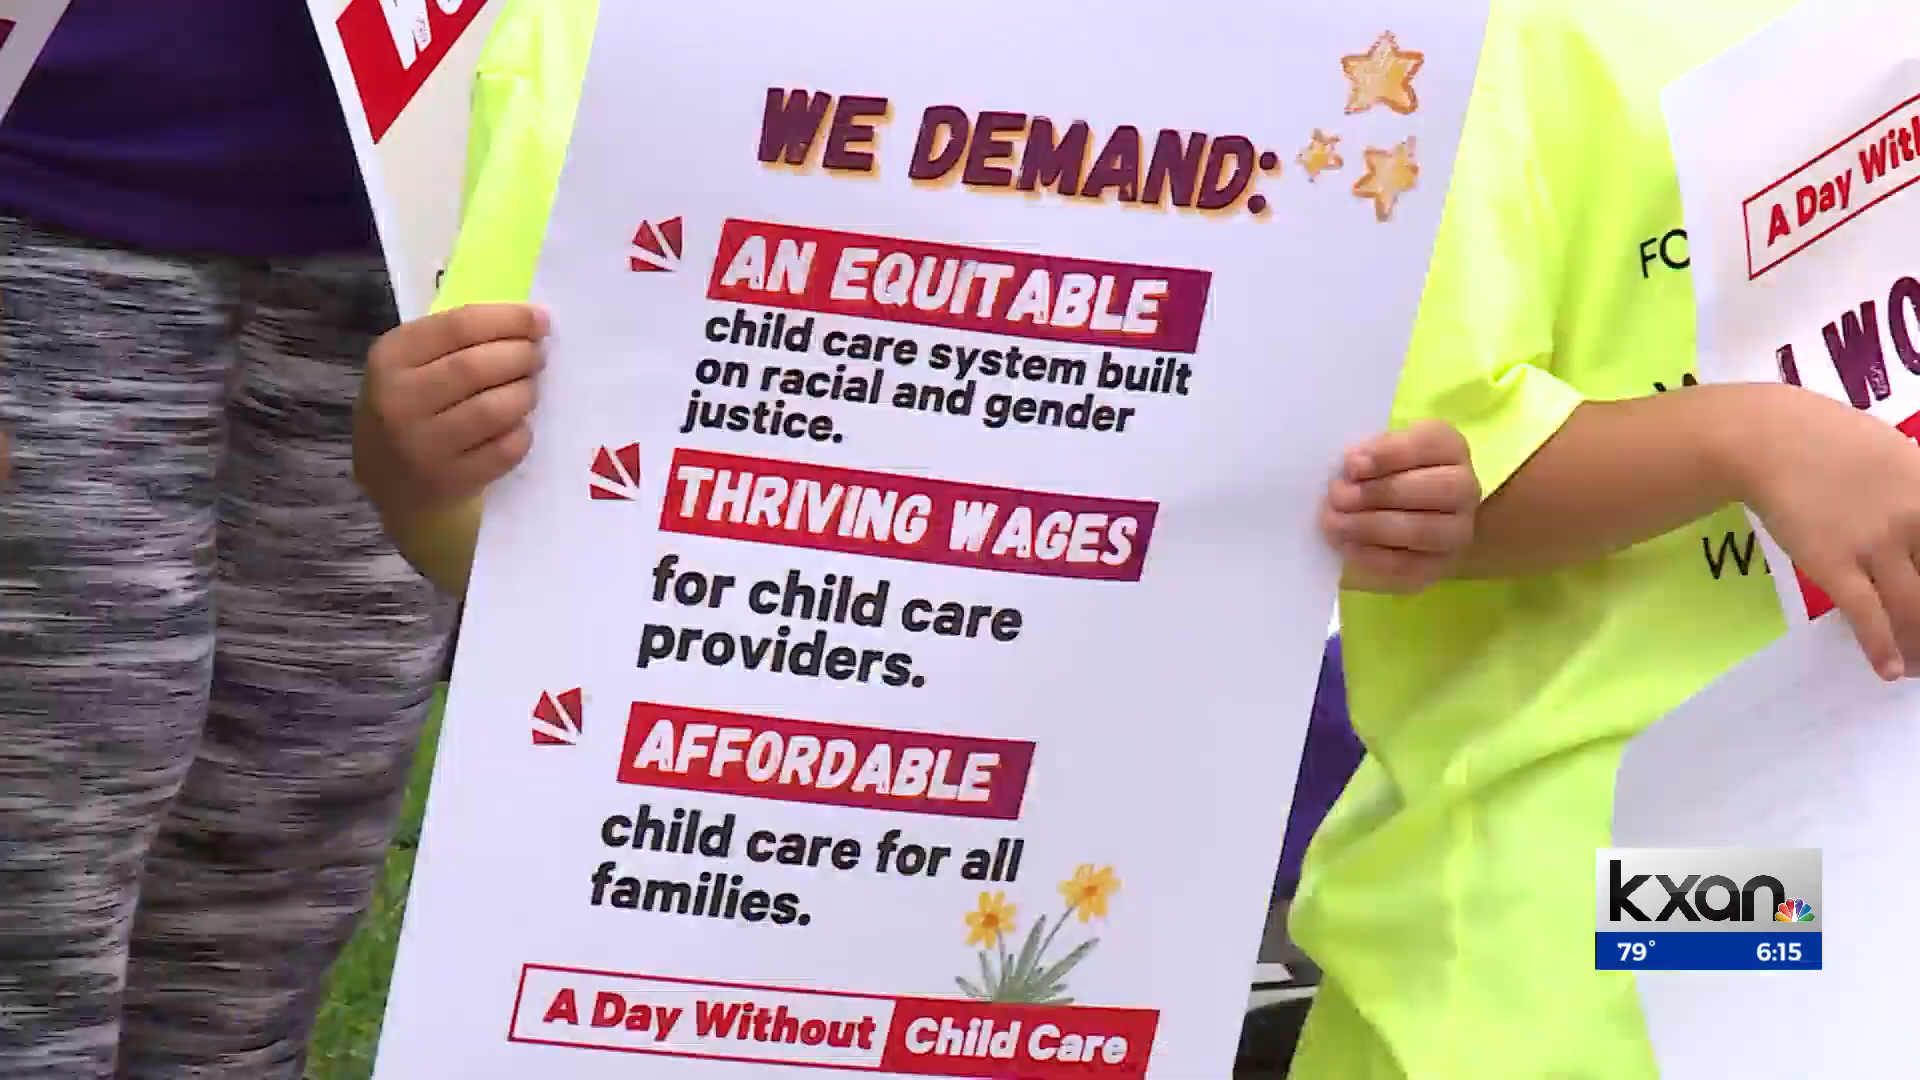 WE DEMAND:
AN EQUITABLE
child care system built
on racial and gender
justice.
THRIVING WAGES
for child care
providers.
AFFORDABLE
child care for all
families.
A Day Without Child Care
A Day
FO
kxan
79° 6:15